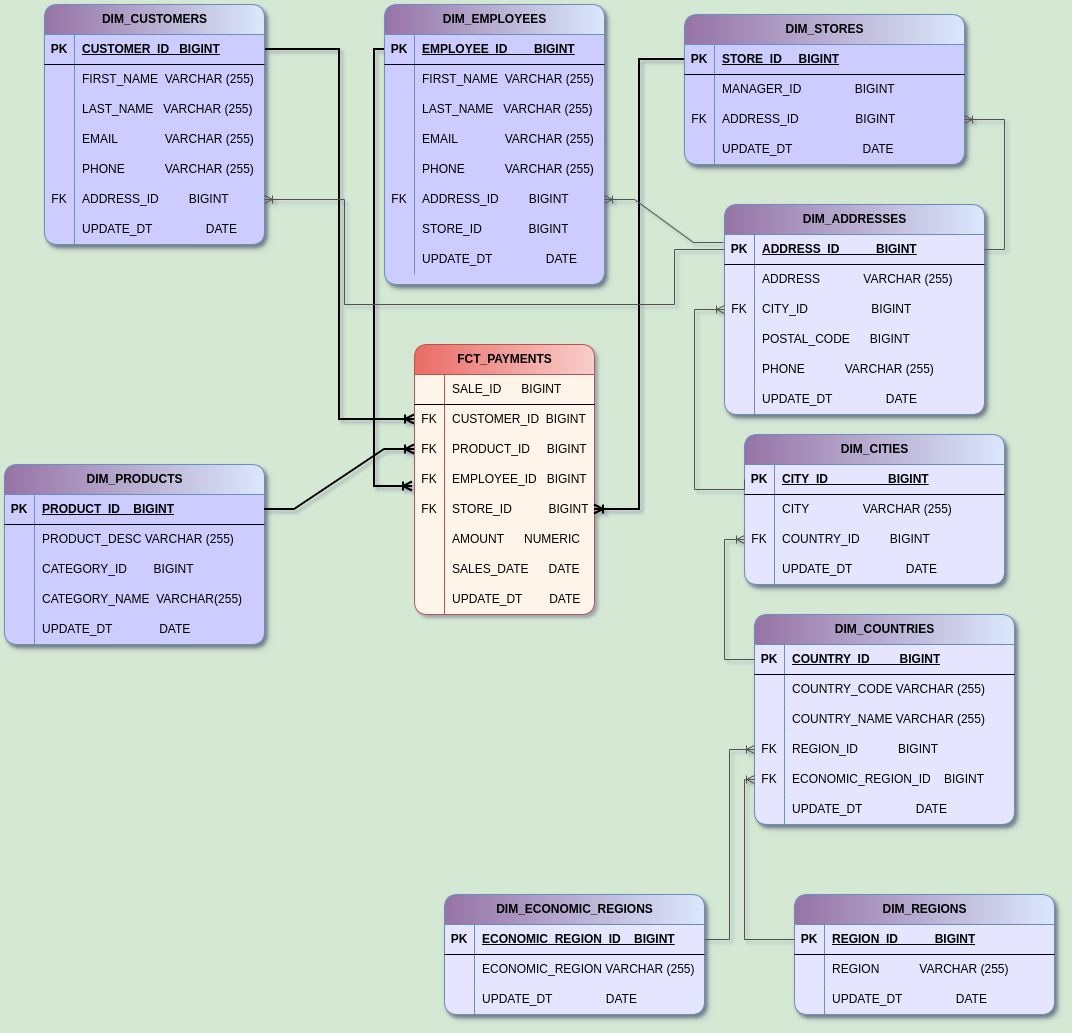 DIM_CUSTOMERS
PK CUSTOMER_ID BIGINT
FIRST_NAME VARCHAR (255)
LAST_NAME VARCHAR (255)
EMAIL VARCHAR (255)
PHONE VARCHAR (255)
FK ADDRESS_ID BIGINT
UPDATE_DT DATE
DIM_EMPLOYEES
PK EMPLOYEE_ID BIGINT
FIRST_NAME VARCHAR (255)
LAST_NAME VARCHAR (255)
EMAIL VARCHAR (255)
PHONE VARCHAR (255)
FK ADDRESS_ID BIGINT
STORE_ID BIGINT
UPDATE_DT DATE
DIM_STORES
PK STORE_ID BIGINT
MANAGER_ID BIGINT
FK ADDRESS_ID BIGINT
UPDATE_DT DATE
DIM_ADDRESSES
PK ADDRESS_ID BIGINT
ADDRESS VARCHAR (255)
FK CITY_ID BIGINT
POSTAL_CODE BIGINT
PHONE VARCHAR (255)
UPDATE_DT DATE
FCT_PAYMENTS
SALE_ID BIGINT
FK CUSTOMER_ID BIGINT
FK PRODUCT_ID BIGINT
FK EMPLOYEE_ID BIGINT
FK STORE_ID BIGINT
AMOUNT NUMERIC
SALES_DATE DATE
UPDATE_DT DATE
DIM_PRODUCTS
PK PRODUCT_ID BIGINT
PRODUCT_DESC VARCHAR (255)
CATEGORY_ID BIGINT
CATEGORY_NAME VARCHAR(255)
UPDATE_DT DATE
DIM_CITIES
PK CITY_ID BIGINT
CITY VARCHAR (255)
FK COUNTRY_ID BIGINT
UPDATE_DT DATE
DIM_COUNTRIES
PK COUNTRY_ID BIGINT
COUNTRY_CODE VARCHAR (255)
COUNTRY_NAME VARCHAR (255)
FK REGION_ID BIGINT
FK ECONOMIC_REGION_ID BIGINT
UPDATE_DT DATE
DIM_ECONOMIC_REGIONS
PK ECONOMIC_REGION_ID BIGINT
ECONOMIC_REGION VARCHAR (255)
UPDATE_DT DATE
DIM_REGIONS
PK REGION_ID BIGINT
REGION VARCHAR (255)
UPDATE_DT DATE